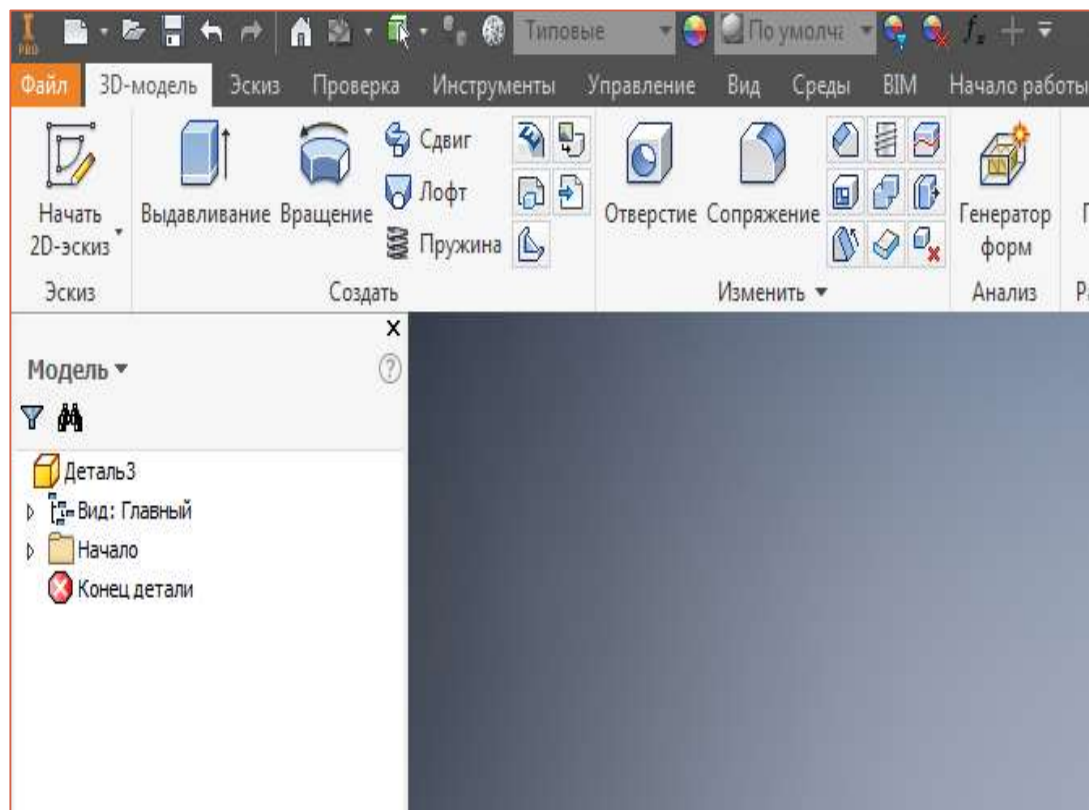 PRO
Типовые По умолча
Файл 3D-модель Эскиз Проверка Инструменты Управление Вид Среды BIM Начало работы
Начать 2D-эскиз
Выдавливание
Вращение
Сдвиг
Лофт
Пружина
Отверстие
Сопряжение
Генератор форм
Эскиз Создать Изменить Анализ
Модель
Деталь3
Вид: Главный
Начало
Конец детали